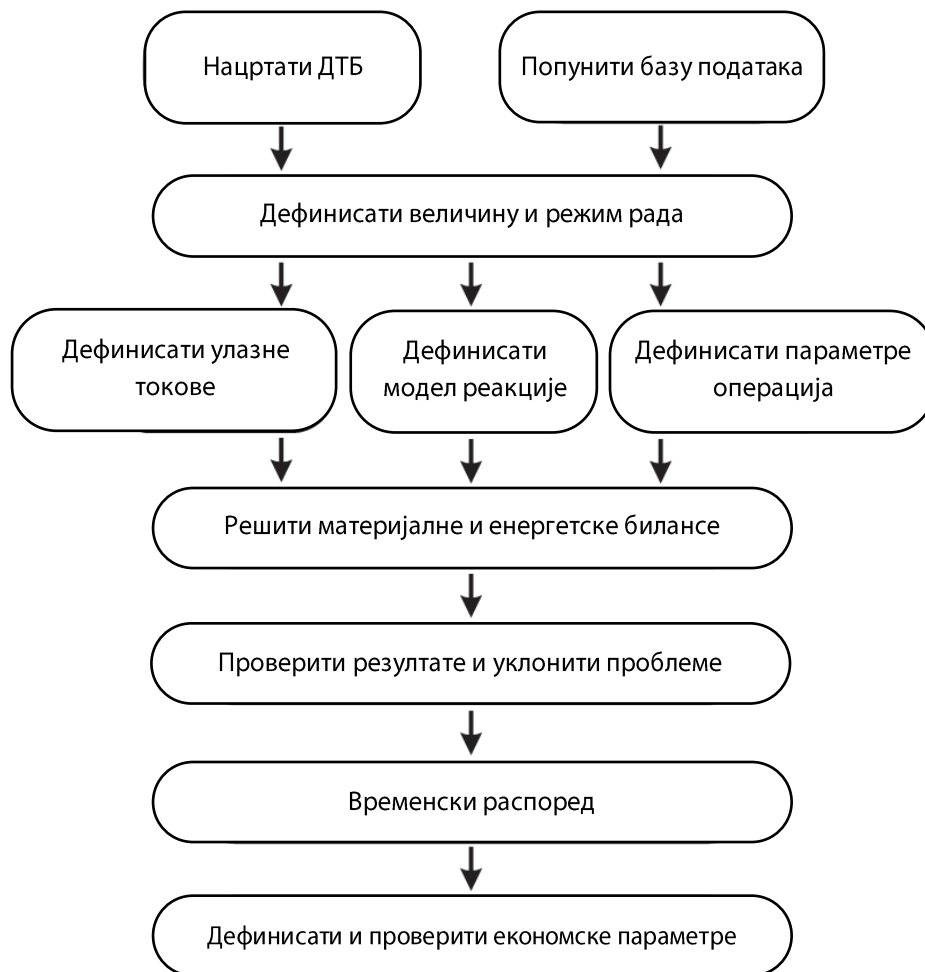 Нацртати ДТБ
Попунити базу података
Дефинисати величину и режим рада
Дефинисати улазне
токове
Дефинисати
модел реакције
Дефинисати параметре
операција
Решити материјалне и енергетске билансе
Проверити резултате и уклонити проблеме
Временски распоред
Дефинисати и проверити економске параметре